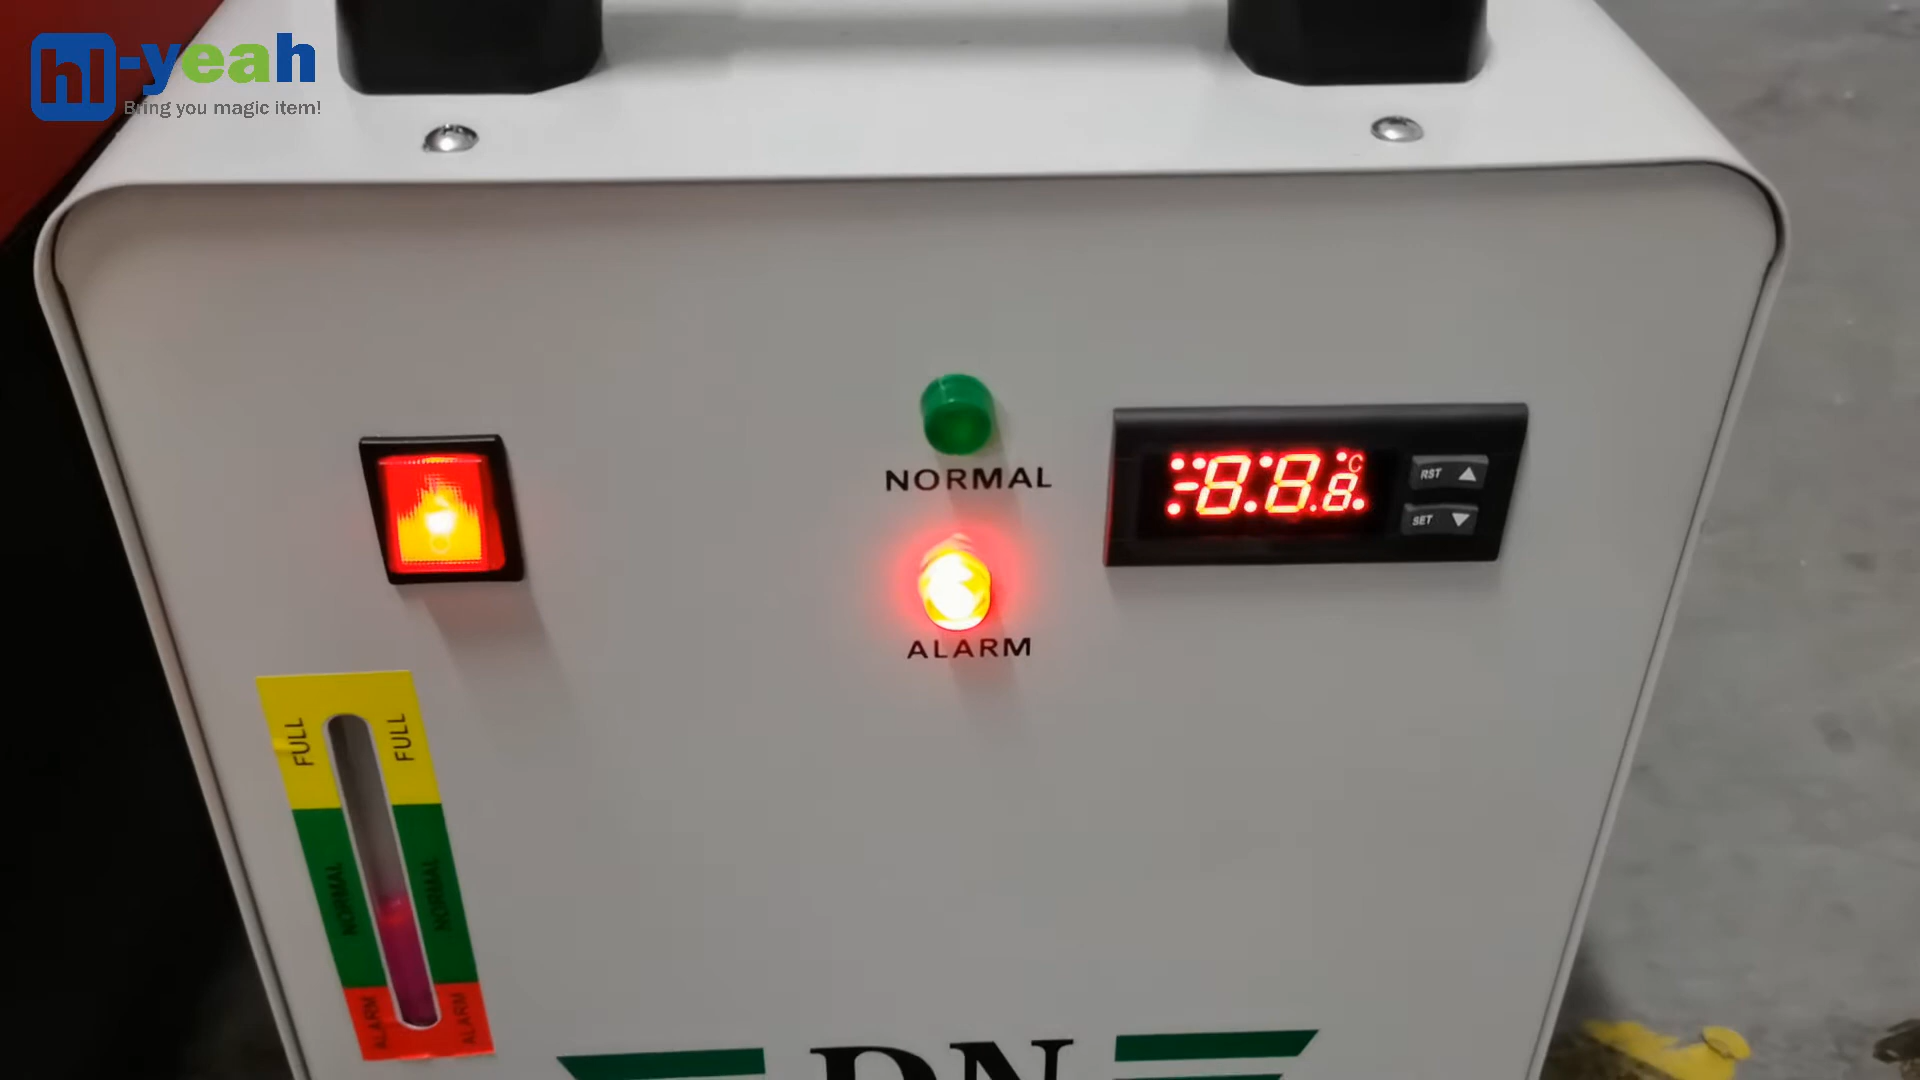 hi-yeah
Bring you magic item!
NORMAL
-8.8.8.
°C
RST
SET
ALARM
FULL FULL
NORMAL NORMAL
ALARM ALARM
DN